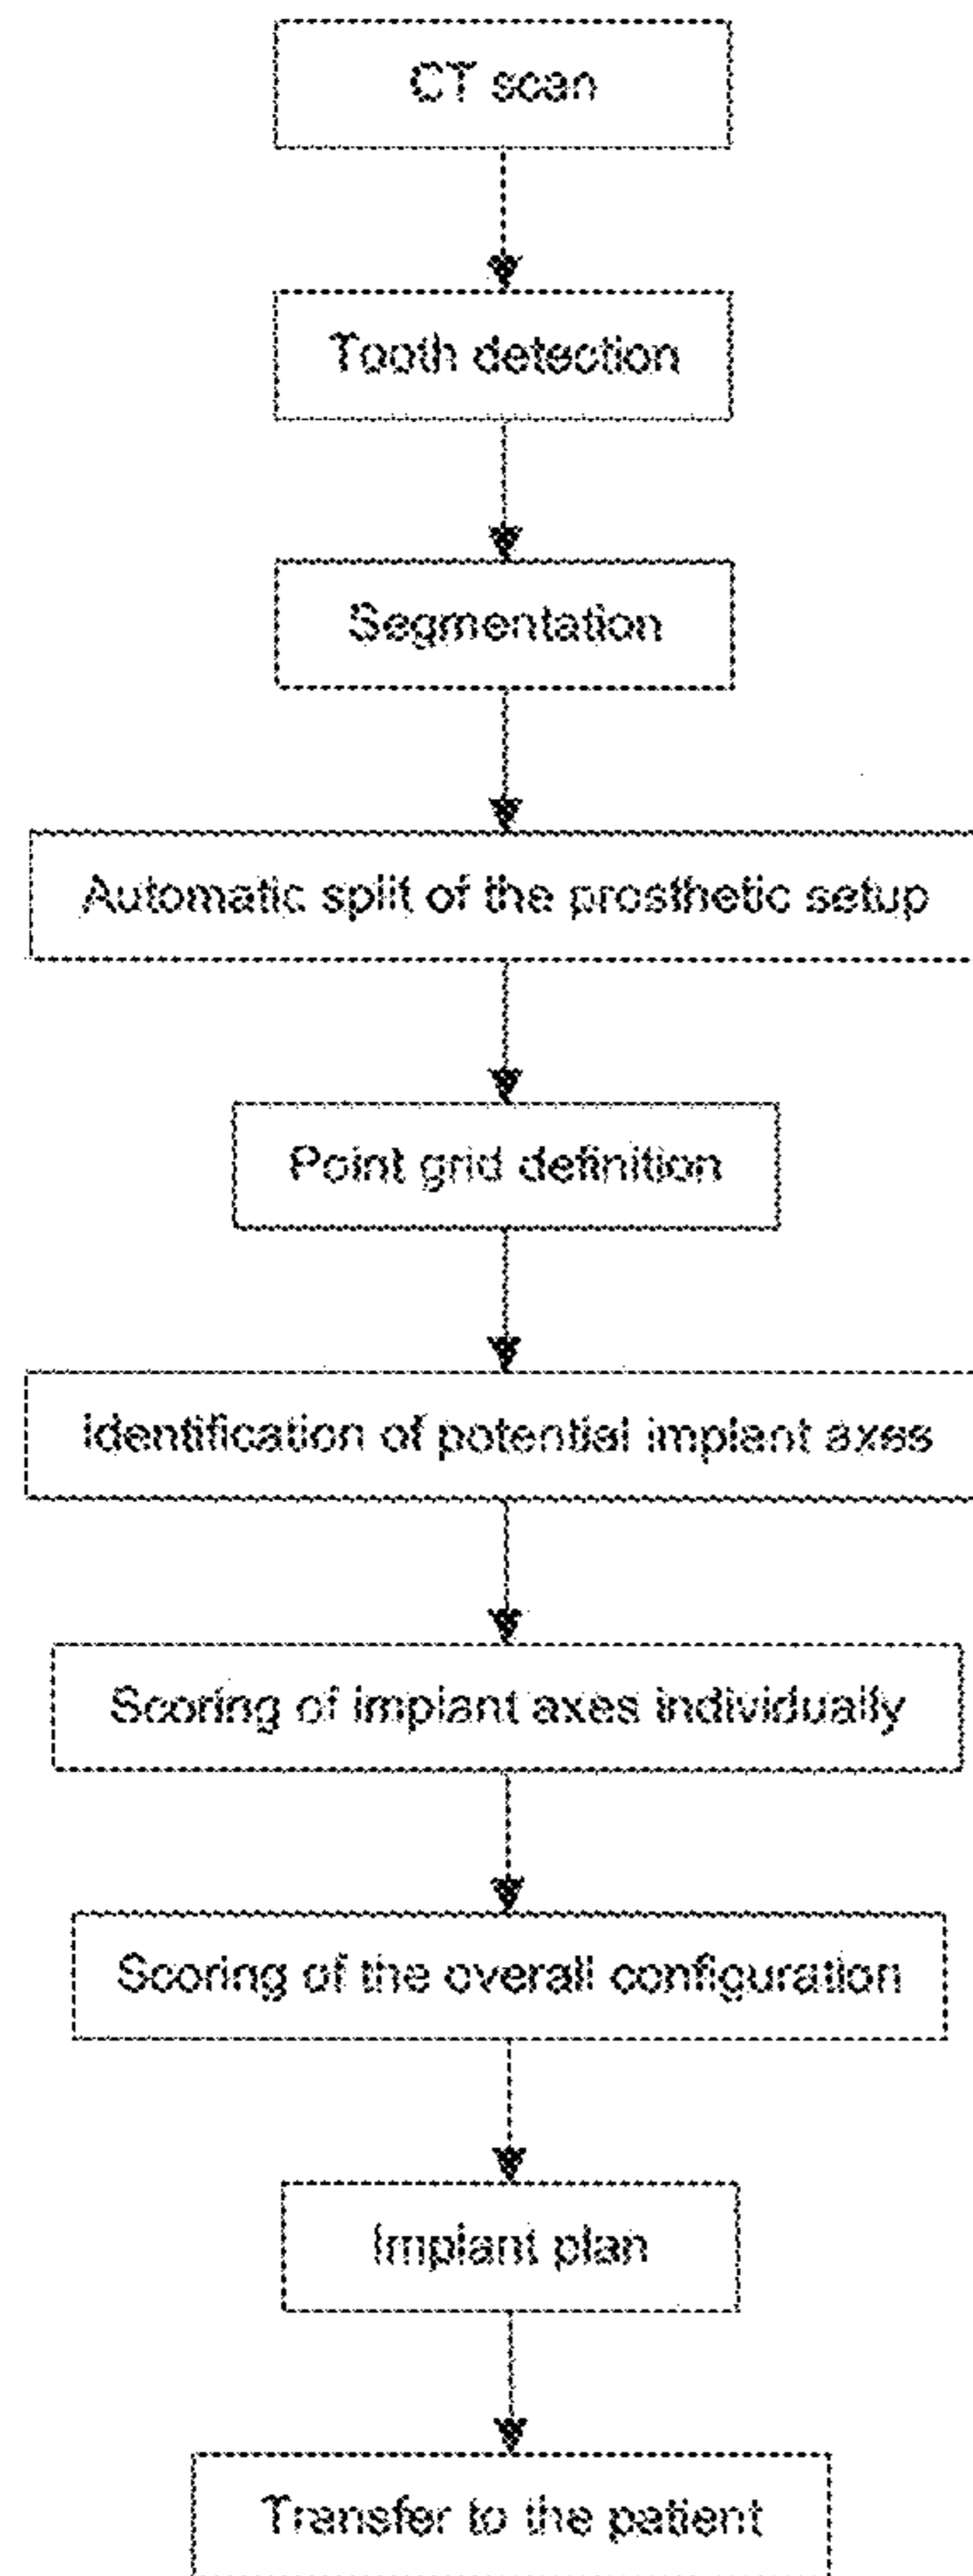 CT scan
Tooth detection
Segmentation
Automatic split of the prosthetic setup
Point grid definition
Identification of potential implant axes
Scoring of implant axes individually
Scoring of the overall configuration
Implant plan
Transfer to the patient